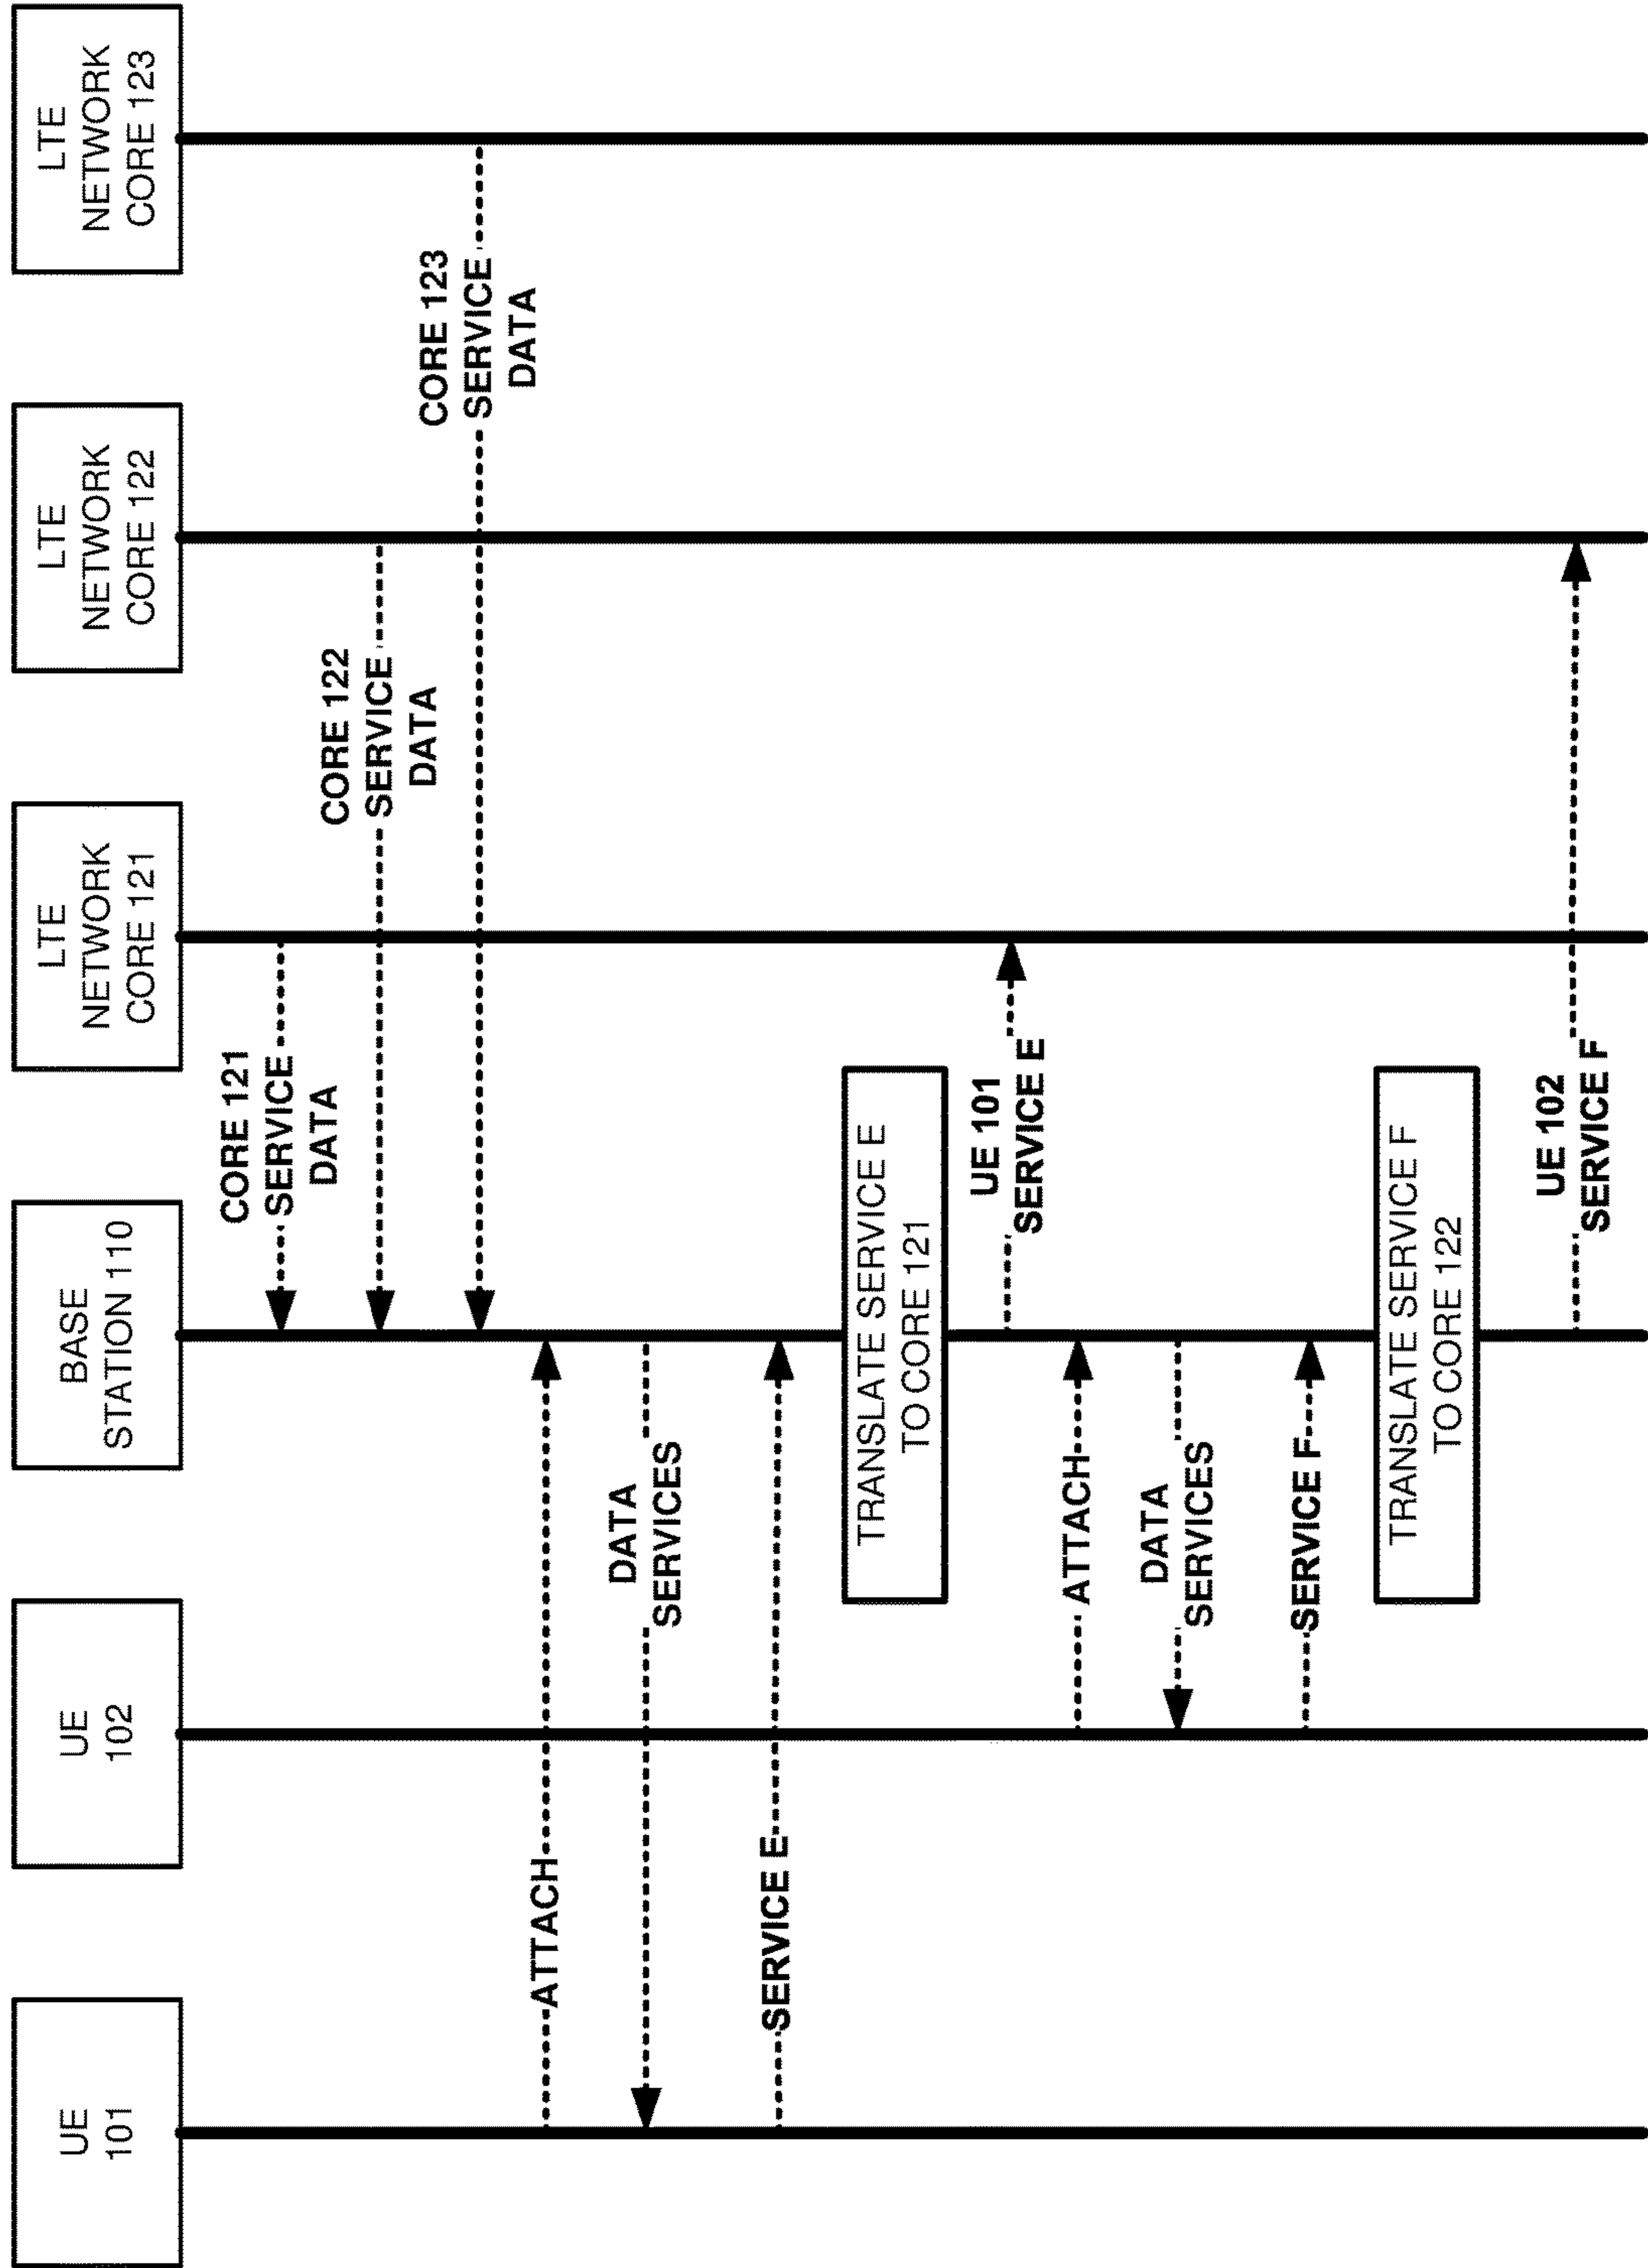 UE
101
UE
102
BASE
STATION 110
LTE
NETWORK
CORE 121
LTE
NETWORK
CORE 122
LTE
NETWORK
CORE 123
CORE 121
SERVICE
DATA
CORE 122
SERVICE
DATA
CORE 123
SERVICE
DATA
ATTACH
DATA
SERVICES
SERVICE E
TRANSLATE SERVICE E
TO CORE 121
UE 101
SERVICE E
ATTACH
DATA
SERVICES
SERVICE F
TRANSLATE SERVICE F
TO CORE 122
UE 102
SERVICE F